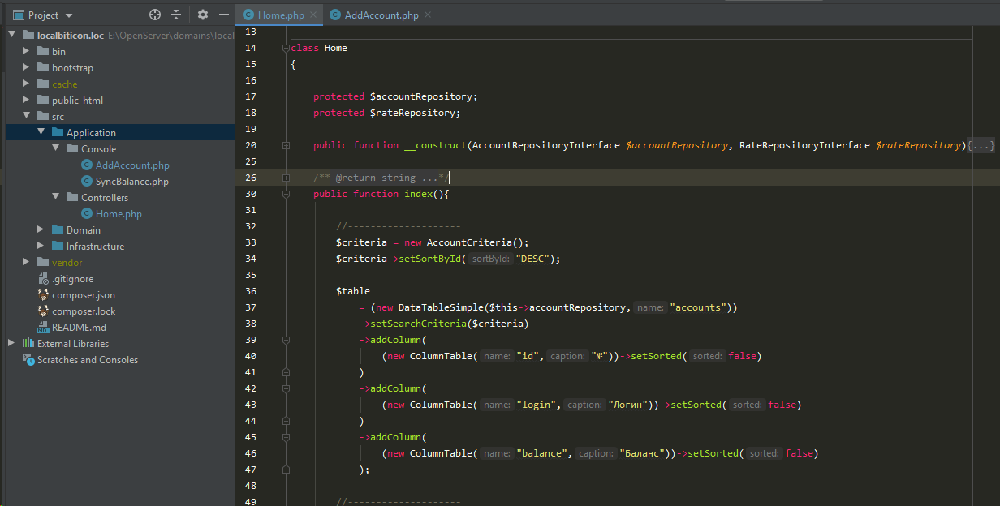 Project
localbiticon.loc E:\OpenServer\domains\local
bin
bootstrap
cache
public_html
src
Application
Console
AddAccount.php
SyncBalance.php
Controllers
Home.php
Domain
Infrastructure
vendor
.gitignore
composer.json
composer.lock
README.md
External Libraries
Scratches and Consoles
Home.php AddAccount.php
13
14 class Home
15 {
16
17 protected $accountRepository;
18 protected $rateRepository;
19
20 public function __construct(AccountRepositoryInterface $accountRepository, RateRepositoryInterface $rateRepository){...}
25
26 /** @return string ...*/
30 public function index(){
31
32 //--------------------
33 $criteria = new AccountCriteria();
34 $criteria->setSortById( sortById: "DESC");
35
36 $table
37 = (new DataTableSimple($this->accountRepository, name: "accounts"))
38 ->setSearchCriteria($criteria)
39 ->addColumn(
40 (new ColumnTable( name: "id", caption: "№"))->setSorted( sorted: false)
41 )
42 ->addColumn(
43 (new ColumnTable( name: "login", caption: "Логин"))->setSorted( sorted: false)
44 )
45 ->addColumn(
46 (new ColumnTable( name: "balance", caption: "Баланс"))->setSorted( sorted: false)
47 );
48
49 //--------------------